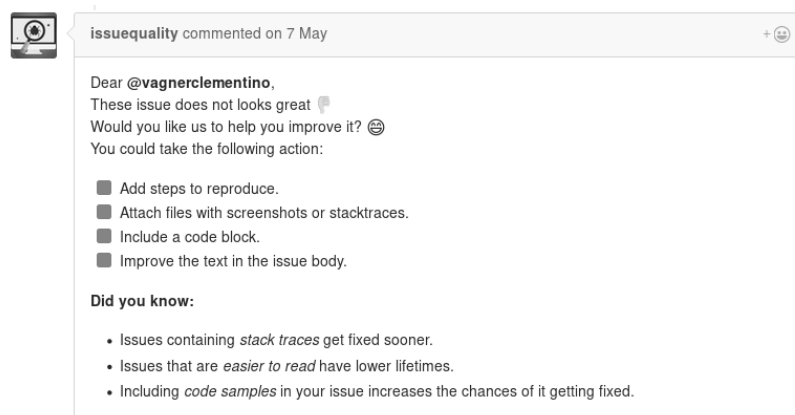 issuequality commented on 7 May
Dear @vagnerclementino,
These issue does not looks great 👎
Would you like us to help you improve it? 😄
You could take the following action:
Add steps to reproduce.
Attach files with screenshots or stacktraces.
Include a code block.
Improve the text in the issue body.
Did you know:
• Issues containing stack traces get fixed sooner.
• Issues that are easier to read have lower lifetimes.
• Including code samples in your issue increases the chances of it getting fixed.